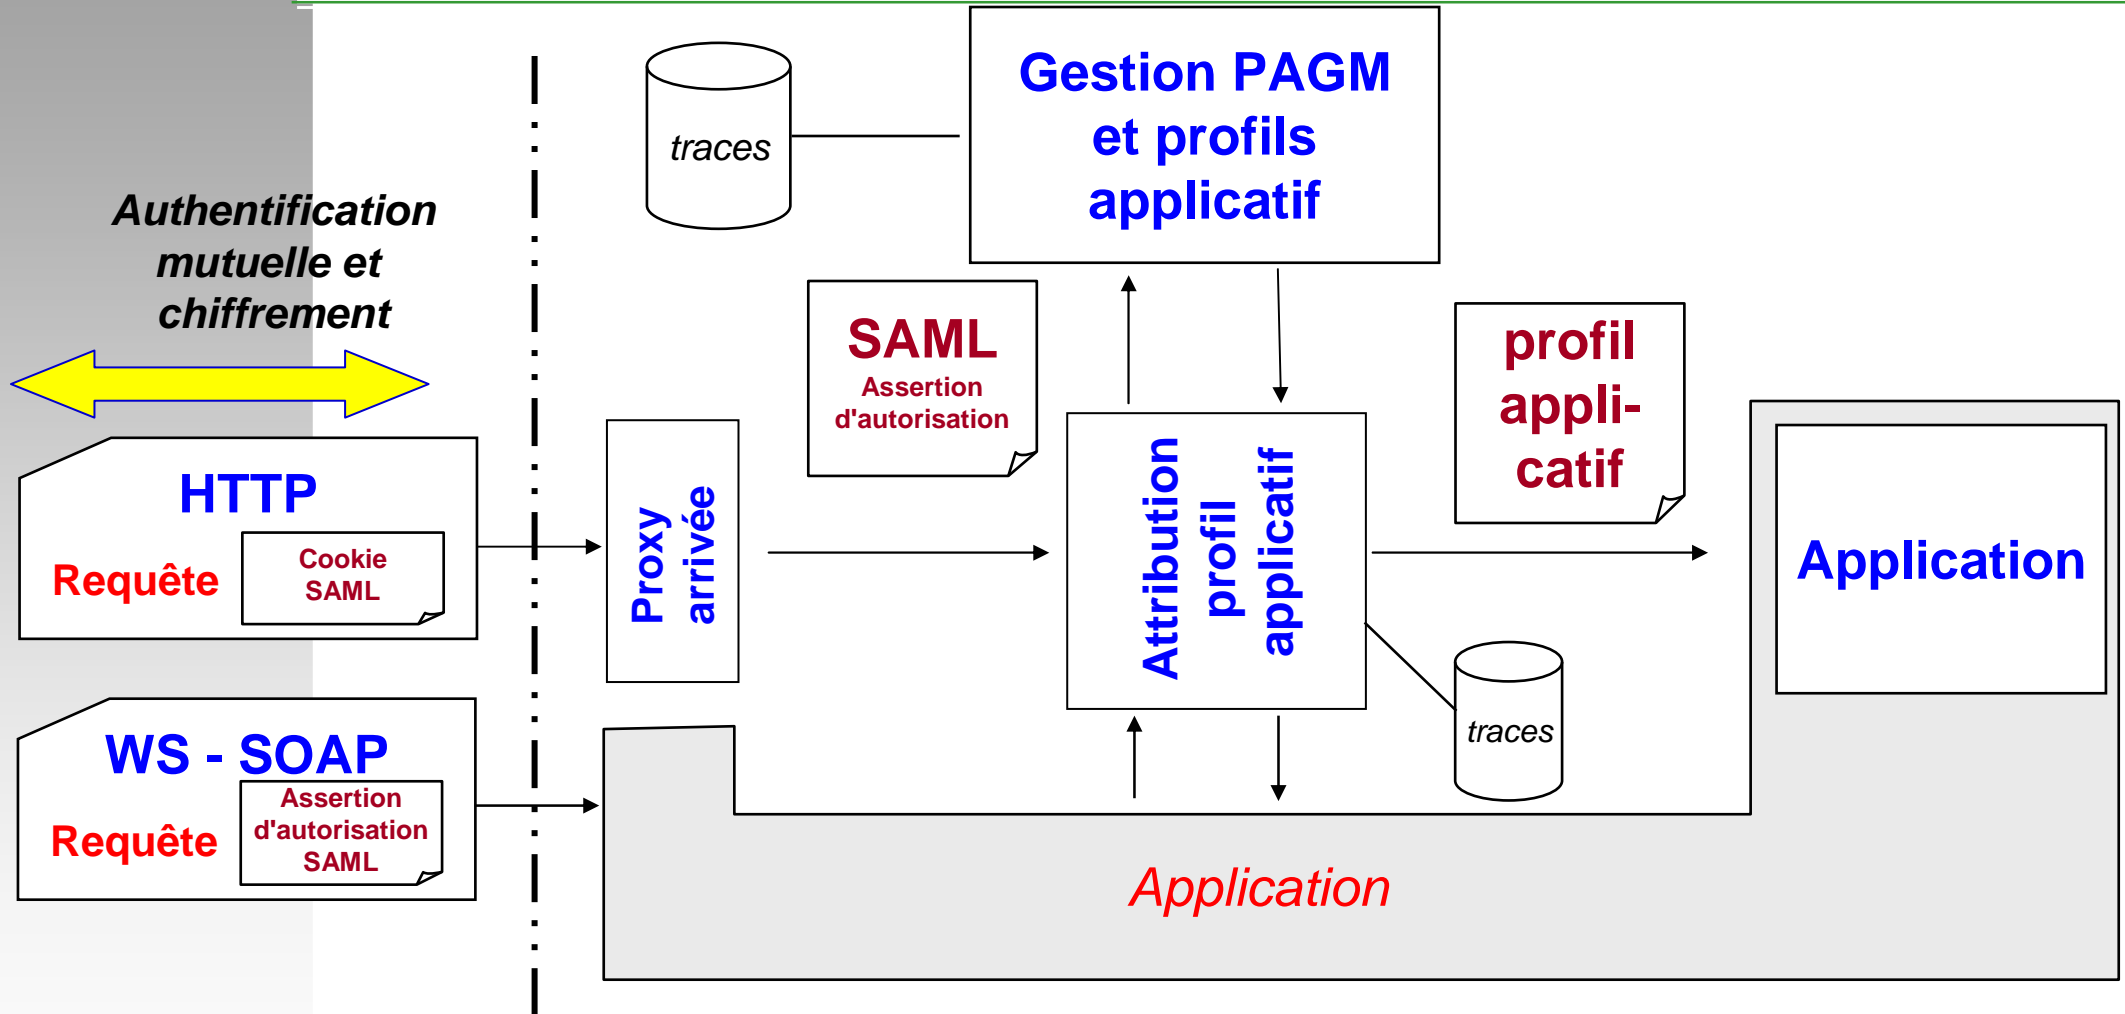 Gestion PAGM
et profils
applicatif
traces
Authentification
mutuelle et
chiffrement
SAML
Assertion
d'autorisation
profil
appli-
catif
HTTP
Requête
Cookie
SAML
Proxy
arrivée
Attribution
profil
applicatif
Application
traces
WS - SOAP
Requête
Assertion
d'autorisation
SAML
Application